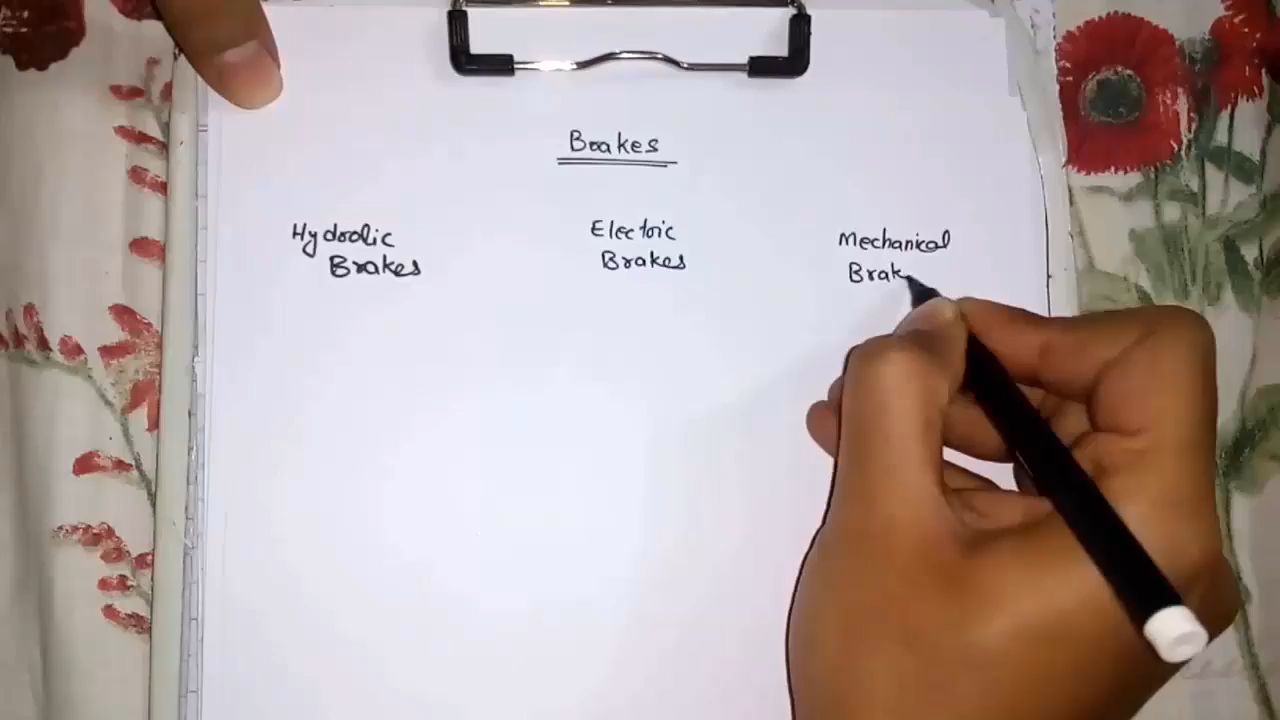 Brakes
Hydrolic
Brakes
Electric
Brakes
Mechanical
Brak